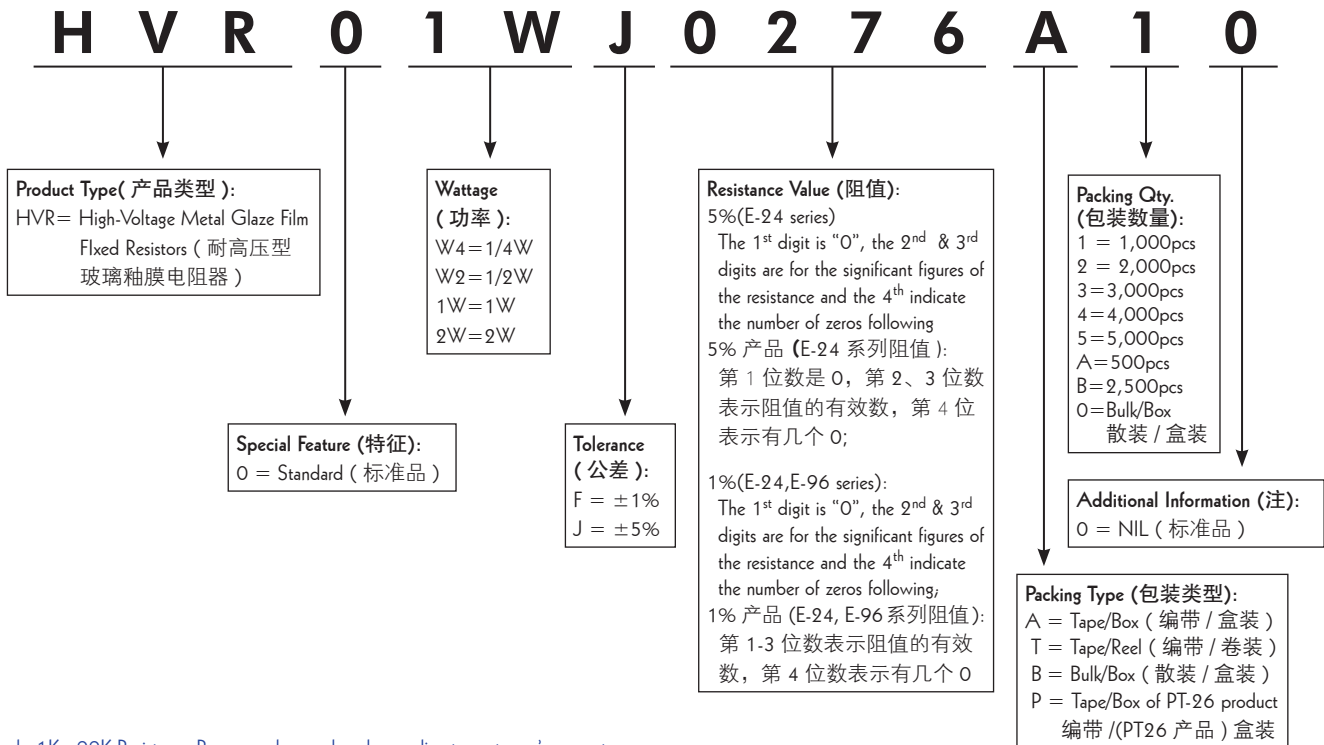 HVR01WJ0276A10
Product Type( 产品类型 ):
HVR= High-Voltage Metal Glaze Film
FIxed Resistors ( 耐高压型
玻璃釉膜电阻器 )
Special Feature (特征):
0 = Standard ( 标准品 )
Wattage
( 功率 ):
W4=1/4W
W2=1/2W
1W=1W
2W=2W
Tolerance
( 公差 ):
F = ±1%
J = ±5%
Resistance Value (阻值):
5%(E-24 series)
The 1st digit is “0”, the 2nd & 3rd
digits are for the significant figures of
the resistance and the 4th indicate
the number of zeros following
5% 产品 (E-24 系列阻值 ):
第 1 位数是 0，第 2、3 位数
表示阻值的有效数，第 4 位
表示有几个 0;
1%(E-24,E-96 series):
The 1st digit is “0”, the 2nd & 3rd
digits are for the significant figures of
the resistance and the 4th indicate
the number of zeros following;
1% 产品 (E-24, E-96 系列阻值):
第 1-3 位数表示阻值的有效
数，第 4 位数表示有几个 0
Packing Qty.
(包装数量):
1 = 1,000pcs
2 = 2,000pcs
3=3,000pcs
4=4,000pcs
5=5,000pcs
A=500pcs
B=2,500pcs
0=Bulk/Box
散装 / 盒装
Additional Information (注):
0 = NIL ( 标准品 )
Packing Type (包装类型):
A = Tape/Box ( 编带 / 盒装 )
T = Tape/Reel ( 编带 / 卷装 )
B = Bulk/Box ( 散装 / 盒装 )
P = Tape/Box of PT-26 product
编带 /(PT26 产品 ) 盒装